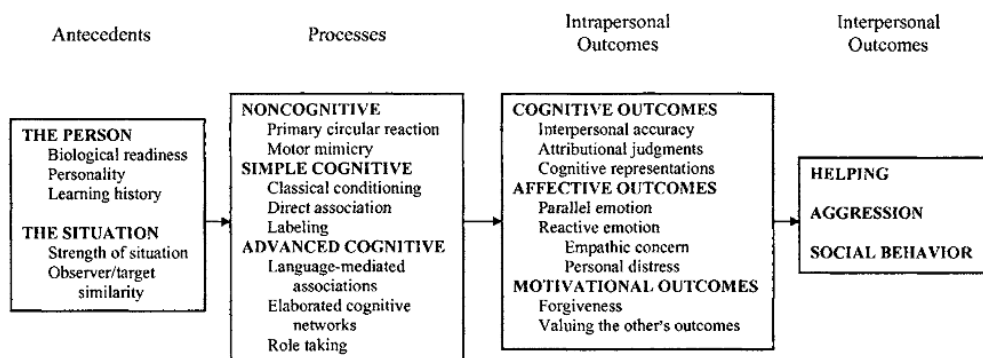 Antecedents
Processes
Intrapersonal
Outcomes
Interpersonal
Outcomes
THE PERSON
Biological readiness
Personality
Learning history
THE SITUATION
Strength of situation
Observer/target
similarity
NONCOGNITIVE
Primary circular reaction
Motor mimicry
SIMPLE COGNITIVE
Classical conditioning
Direct association
Labeling
ADVANCED COGNITIVE
Language-mediated
associations
Elaborated cognitive
networks
Role taking
COGNITIVE OUTCOMES
Interpersonal accuracy
Attributional judgments
Cognitive representations
AFFECTIVE OUTCOMES
Parallel emotion
Reactive emotion
Empathic concern
Personal distress
MOTIVATIONAL OUTCOMES
Forgiveness
Valuing the other's outcomes
HELPING
AGGRESSION
SOCIAL BEHAVIOR